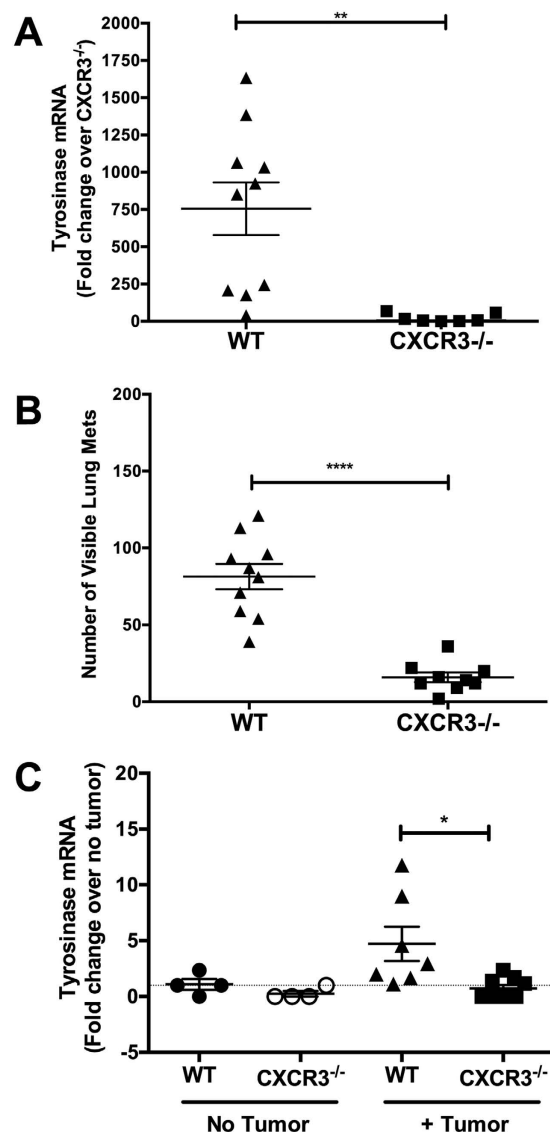 A
**
2000
1750
1500
1250
1000
750
500
250
0
Tyrosinase mRNA
(Fold change over CXCR3-/-)
WT CXCR3-/-
B
200
150
100
50
0
Number of Visible Lung Mets
****
WT CXCR3-/-
C
20
15
10
5
0
-5
Tyrosinase mRNA
(Fold change over no tumor)
*
WT CXCR3-/- WT CXCR3-/-
No Tumor + Tumor